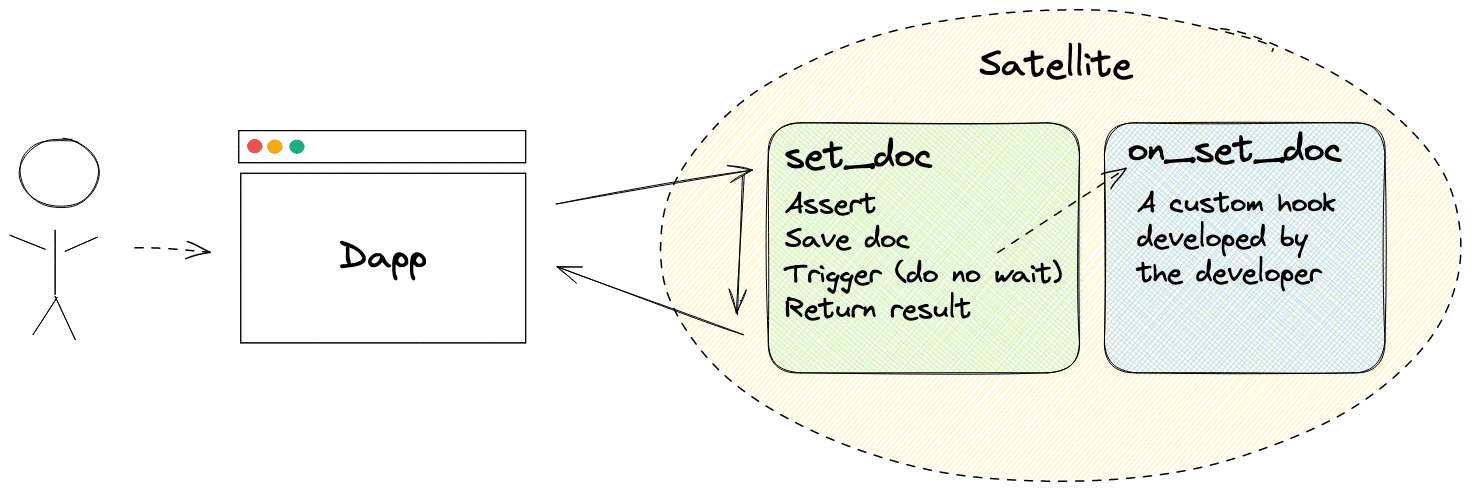 Satellite
Dapp
set_doc
Assert
Save doc
Trigger (do no wait)
Return result
on_set_doc
A custom hook
developed by
the developer